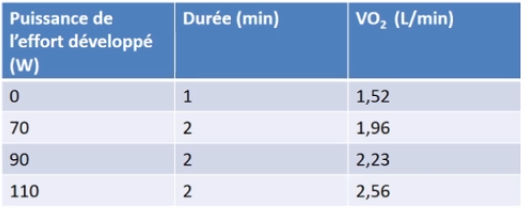 Puissance de l'effort développé (W) Durée (min) VO₂ (L/min)
0 1 1,52
70 2 1,96
90 2 2,23
110 2 2,56